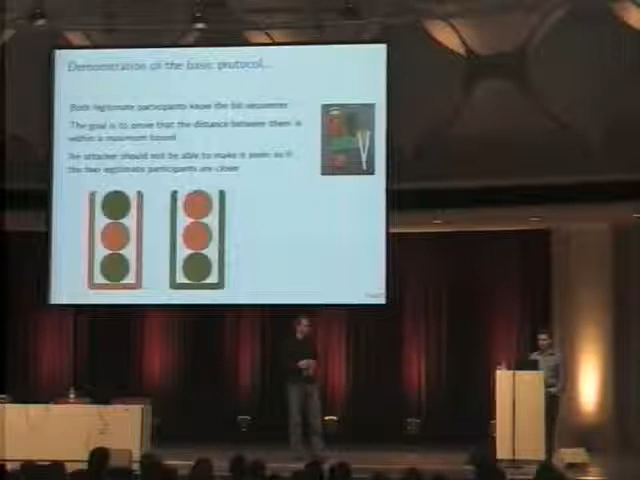 Demonstration of the basic protocol...
Both legitimate participants know the bit sequences
The goal is to prove that the distance between them is
within a maximum bound
An attacker should not be able to make it seem as if
the two legitimate participants are closer